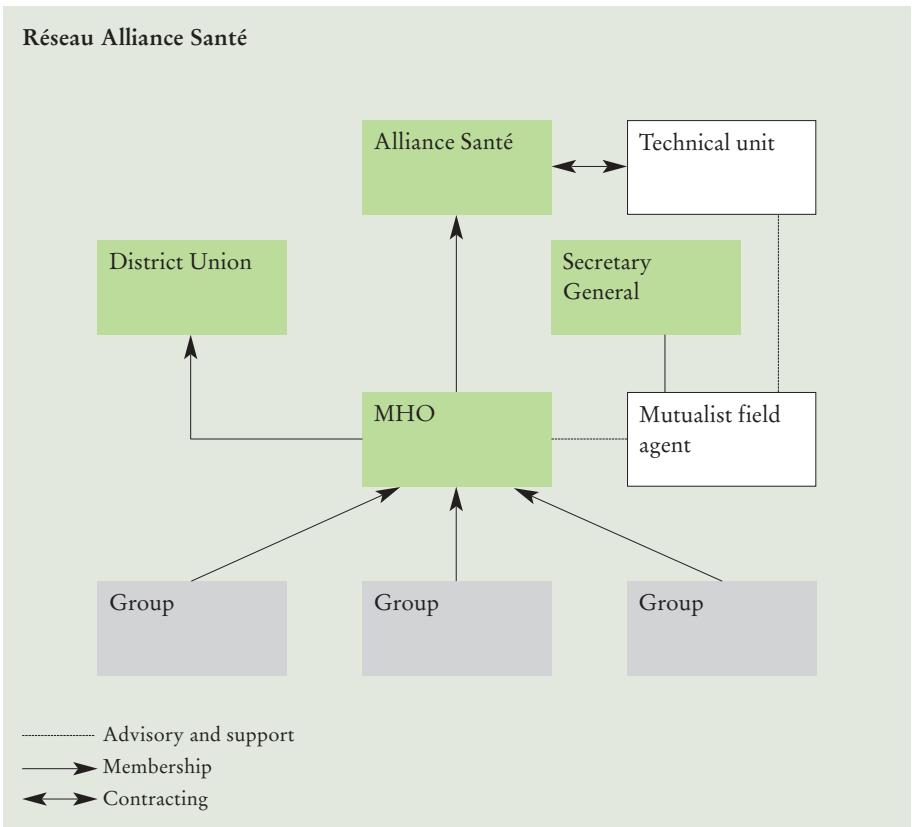 Réseau Alliance Santé
Alliance Santé
Technical unit
District Union
Secretary
General
MHO
Mutualist field
agent
Group
Group
Group
Advisory and support
Membership
Contracting